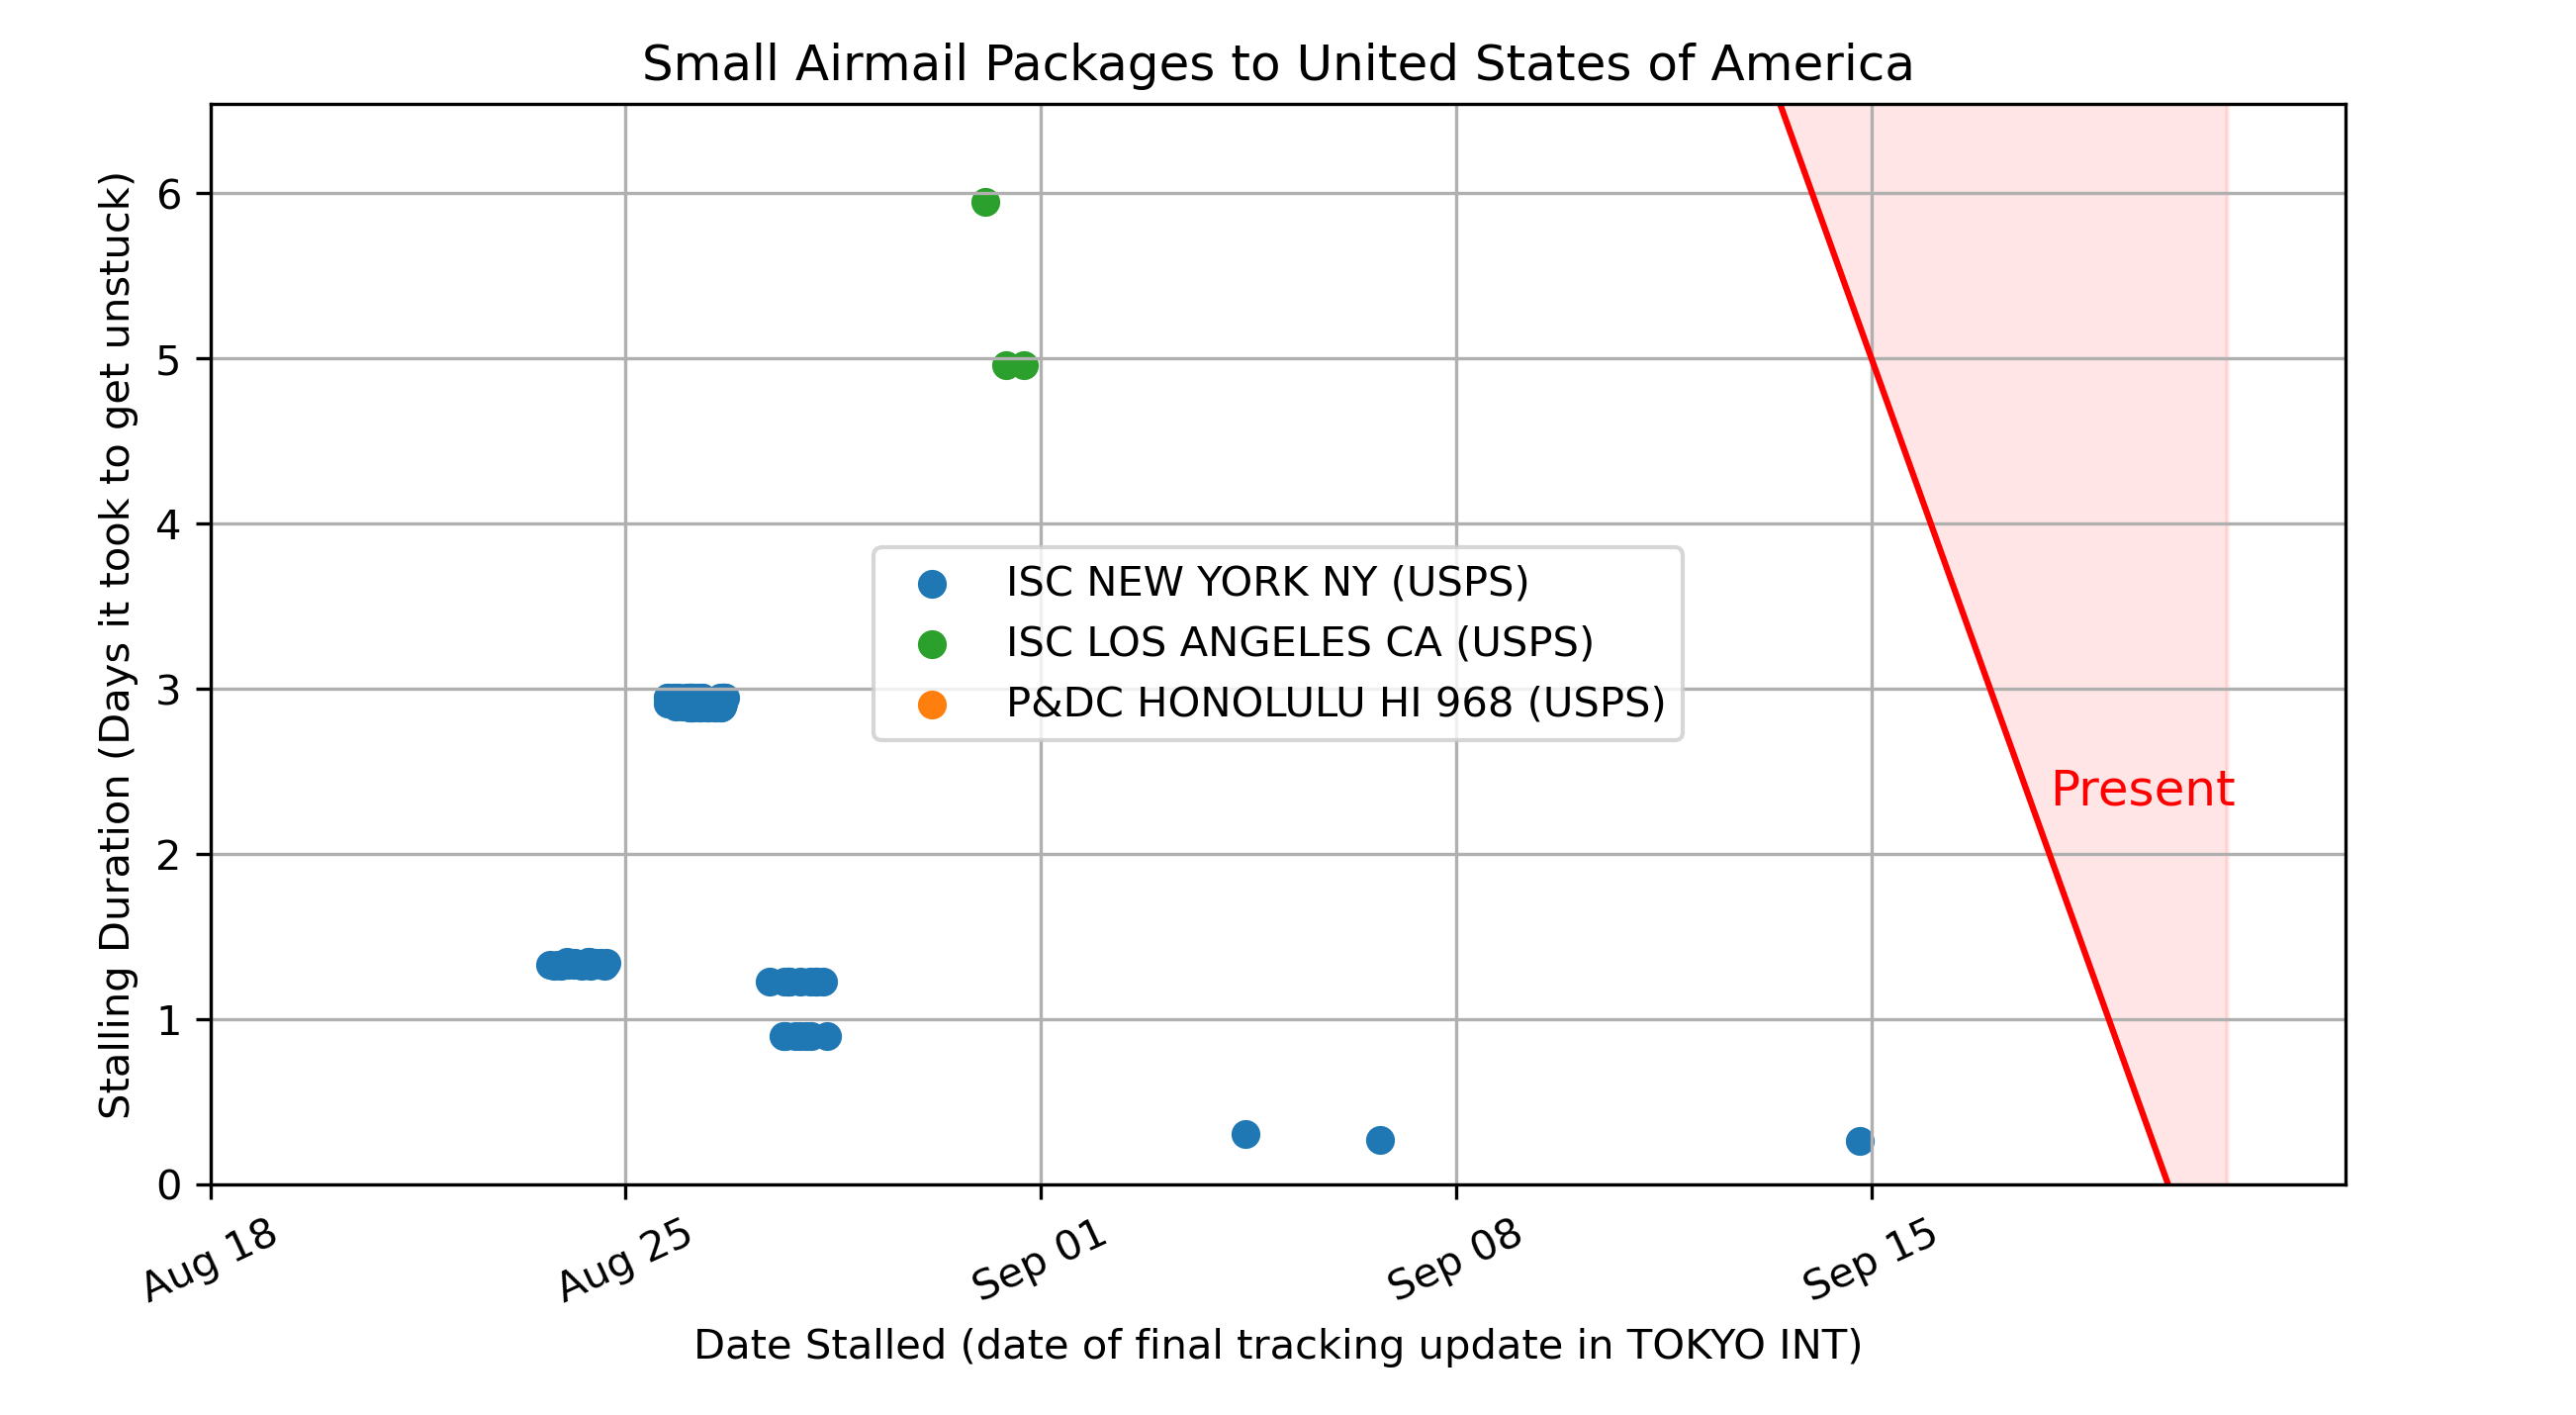 Small Airmail Packages to United States of America
Stalling Duration (Days it took to get unstuck)
6
5
4
3
2
1
0
ISC NEW YORK NY (USPS)
ISC LOS ANGELES CA (USPS)
P&DC HONOLULU HI 968 (USPS)
Present
Aug 18
Aug 25
Sep 01
Sep 08
Sep 15
Date Stalled (date of final tracking update in TOKYO INT)